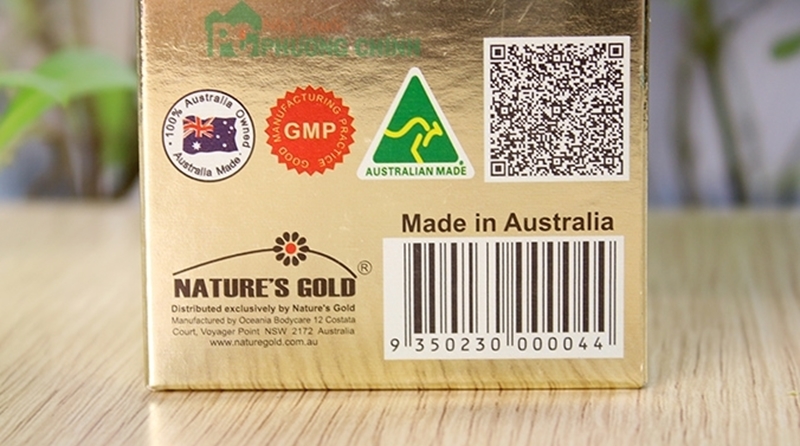 100% Australia Owned
Australia Made
GOOD MANUFACTURING PRACTICE
GMP
AUSTRALIAN MADE
Made in Australia
NATURE'S GOLD ®
Distributed exclusively by Nature's Gold
Manufactured by Oceania Bodycare 12 Costata
Court, Voyager Point NSW 2172 Australia
www.naturegold.com.au
9 350230 000044